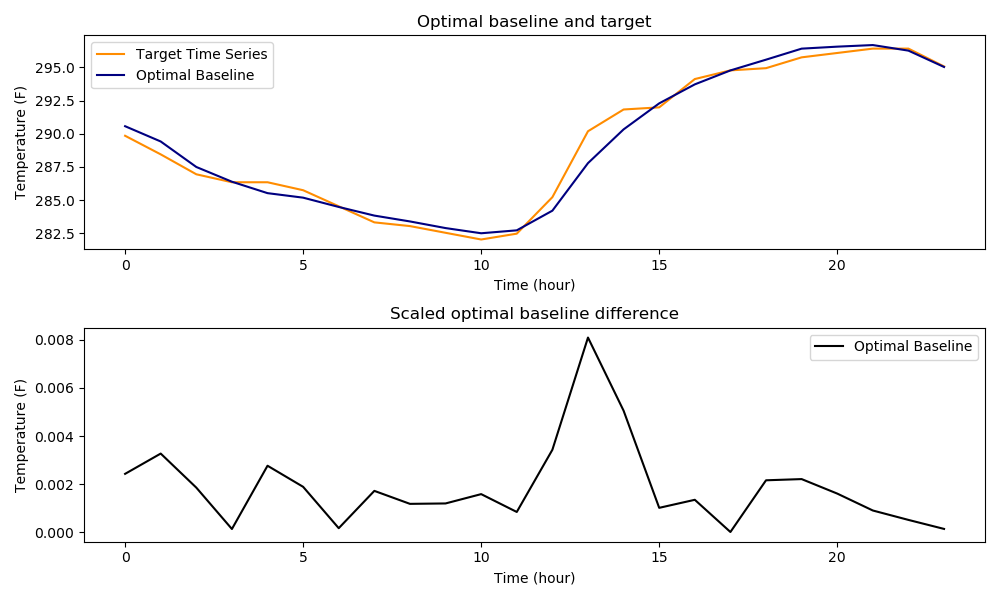 Optimal baseline and target
Target Time Series
Optimal Baseline
Temperature (F)
295.0
292.5
290.0
287.5
285.0
282.5
0 5 10 15 20
Time (hour)
Scaled optimal baseline difference
Optimal Baseline
Temperature (F)
0.008
0.006
0.004
0.002
0.000
0 5 10 15 20
Time (hour)